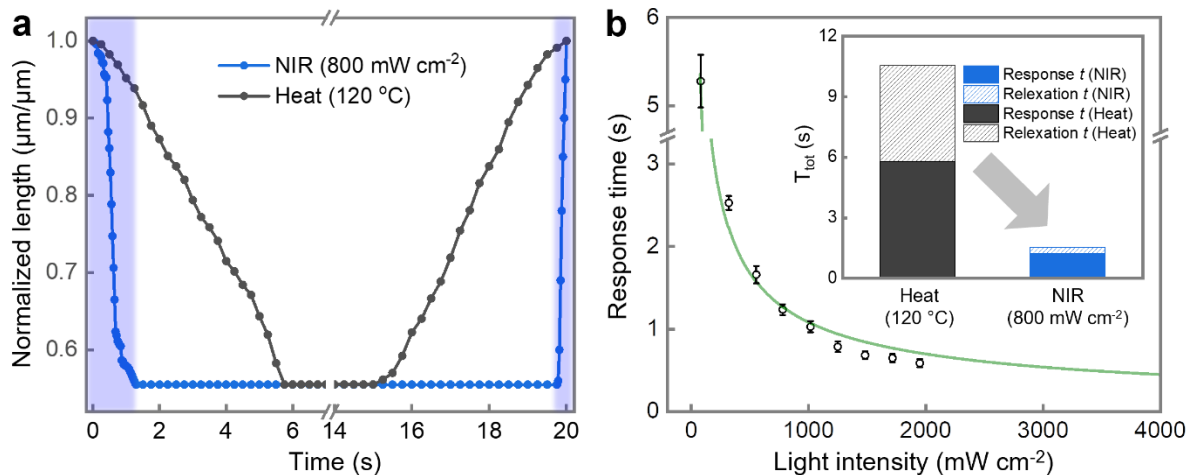 a
1.0
0.9
0.8
0.7
0.6
Normalized length (μm/μm)
NIR (800 mW cm⁻²)
Heat (120 °C)
0 2 4 6 14 16 18 20
Time (s)
b
6
5
3
2
1
0
Response time (s)
0 1000 2000 3000 4000
Light intensity (mW cm⁻²)
12
9
6
3
0
T_tot (s)
Response t (NIR)
Relexation t (NIR)
Response t (Heat)
Relexation t (Heat)
Heat
(120 °C)
NIR
(800 mW cm⁻²)